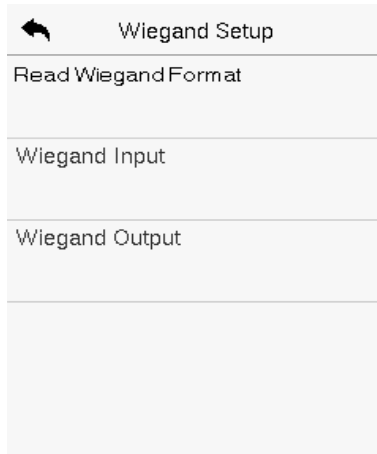 Wiegand Setup
Read Wiegand Format
Wiegand Input
Wiegand Output